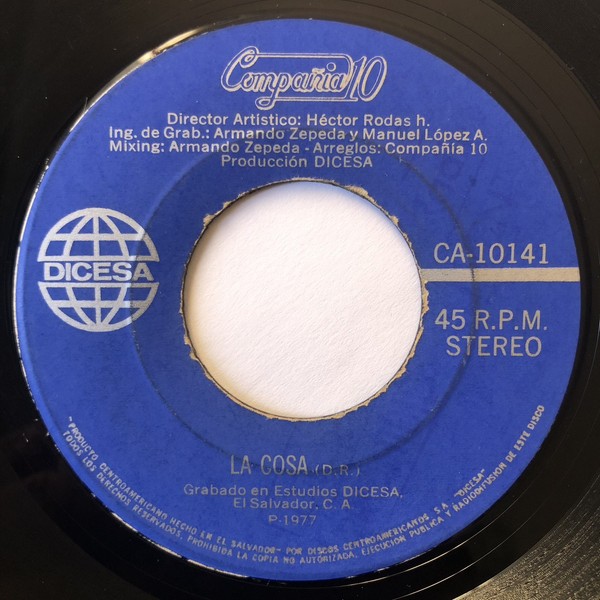 Compañia 10
Director Artístico: Héctor Rodas h.
Ing. de Grab.: Armando Zepeda y Manuel López A.
Mixing: Armando Zepeda - Arreglos: Compañía 10
Producción DICESA
DICESA
CA-10141
45 R.P.M.
STEREO
LA COSA (D.R.)
Grabado en Estudios DICESA,
El Salvador, C. A.
P-1977
"PRODUCTO CENTROAMERICANO HECHO EN EL SALVADOR" POR DISCOS CENTROAMERICANOS S.A. "DICESA"
TODOS LOS DERECHOS RESERVADOS, PROHIBIDA LA COPIA NO AUTORIZADA, EJECUCION PUBLICA Y RADIODIFUSION DE ESTE DISCO